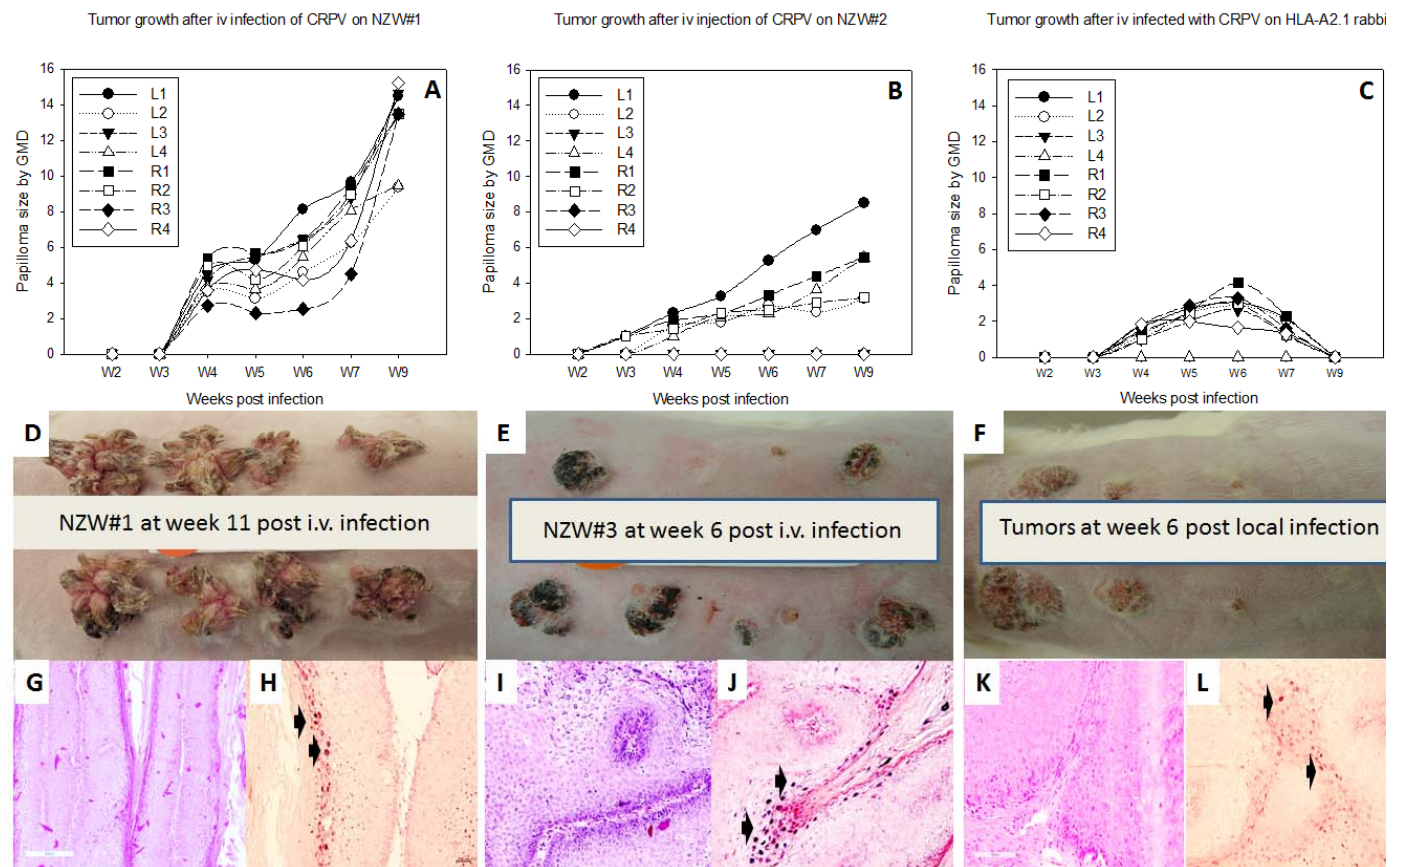 Tumor growth after iv infection of CRPV on NZW#1
Tumor growth after iv injection of CRPV on NZW#2
Tumor growth after iv infected with CRPV on HLA-A2.1 rabbi
A
Papilloma size by GMD
16
14
12
10
8
6
4
2
0
L1
L2
L3
L4
R1
R2
R3
R4
W2 W3 W4 W5 W6 W7 W9
Weeks post infection
B
Papilloma size by GMD
16
14
12
10
8
6
4
2
0
L1
L2
L3
L4
R1
R2
R3
R4
W2 W3 W4 W5 W6 W7 W9
Weeks post infection
C
Papilloma size by GMD
16
14
12
10
8
6
4
2
0
L1
L2
L3
L4
R1
R2
R3
R4
W2 W3 W4 W5 W6 W7 W9
Weeks post infection
D
NZW#1 at week 11 post i.v. infection
E
NZW#3 at week 6 post i.v. infection
F
Tumors at week 6 post local infection
G
H
I
J
K
L